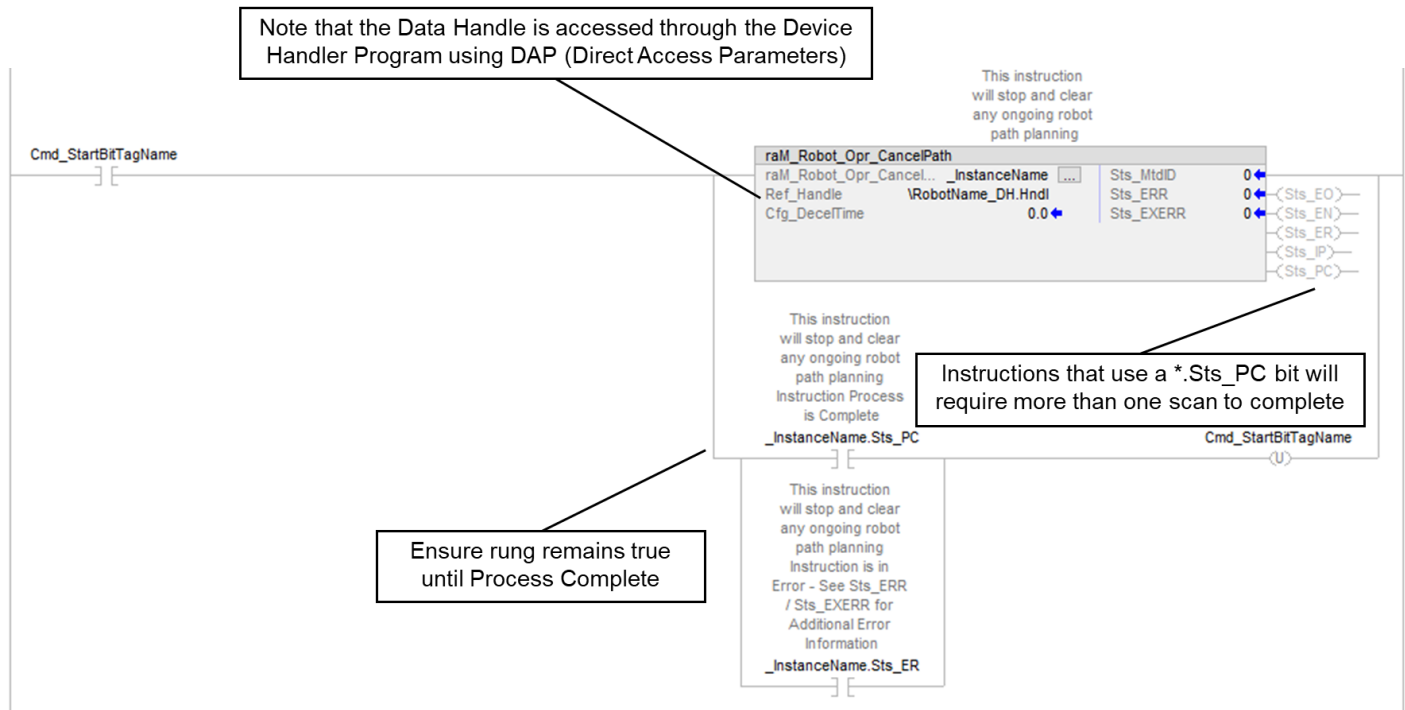 Note that the Data Handle is accessed through the Device
Handler Program using DAP (Direct Access Parameters)
This instruction
will stop and clear
any ongoing robot
path planning
Cmd_StartBitTagName
raM_Robot_Opr_CancelPath
raM_Robot_Opr_Cancel... _InstanceName ... Sts_MtdID 0
Ref_Handle \RobotName_DH.Hndl Sts_ERR 0 Sts_EO
Cfg_DecelTime 0.0 Sts_EXERR 0 Sts_EN
Sts_ER
Sts_IP
Sts_PC
This instruction
will stop and clear
any ongoing robot
path planning
Instruction Process
is Complete
_InstanceName.Sts_PC
Instructions that use a *.Sts_PC bit will
require more than one scan to complete
Cmd_StartBitTagName
U
Ensure rung remains true
until Process Complete
This instruction
will stop and clear
any ongoing robot
path planning
Instruction is in
Error - See Sts_ERR
/ Sts_EXERR for
Additional Error
Information
_InstanceName.Sts_ER